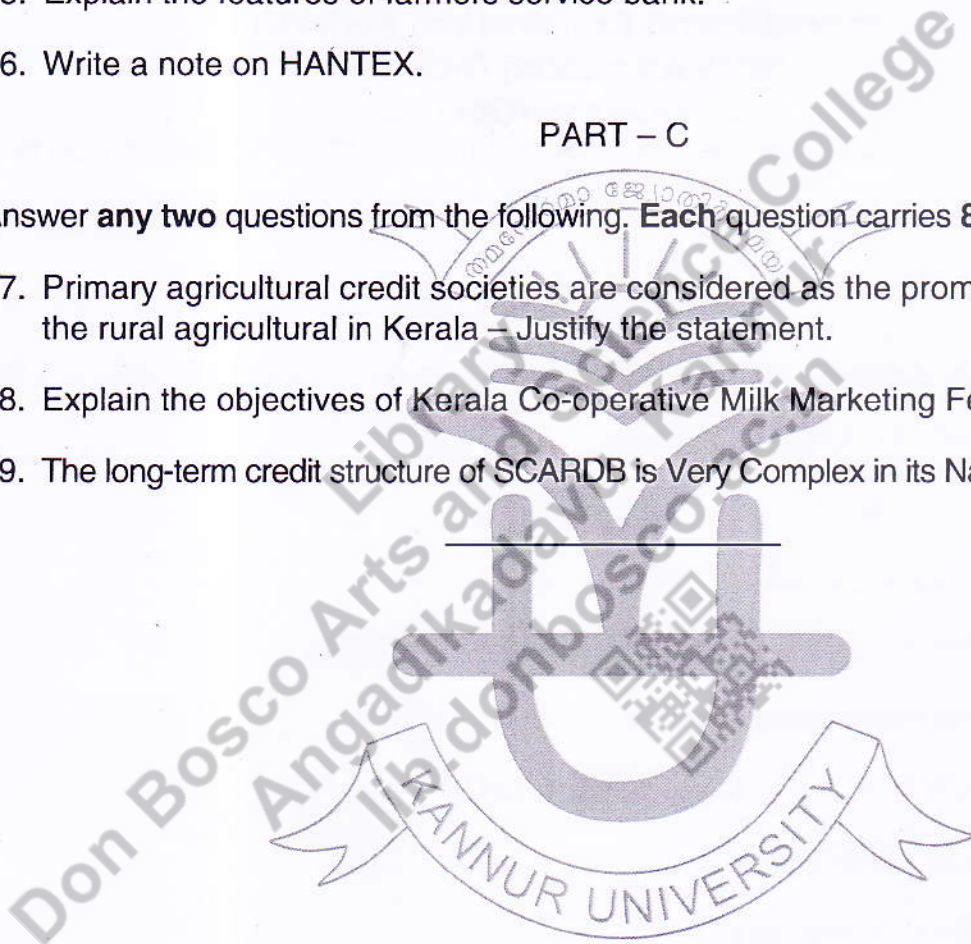 5. Explain the features of farmers service bank.
6. Write a note on HANTEX.
PART – C
Answer any two questions from the following. Each question carries 8
7. Primary agricultural credit societies are considered as the prom
the rural agricultural in Kerala – Justify the statement.
8. Explain the objectives of Kerala Co-operative Milk Marketing Fe
9. The long-term credit structure of SCARDB is Very Complex in its Na
Library
Don Bosco Arts and Science College
Angadikadavu, Kannur
lib.donbosco.cc.in
KANNUR UNIVERSITY